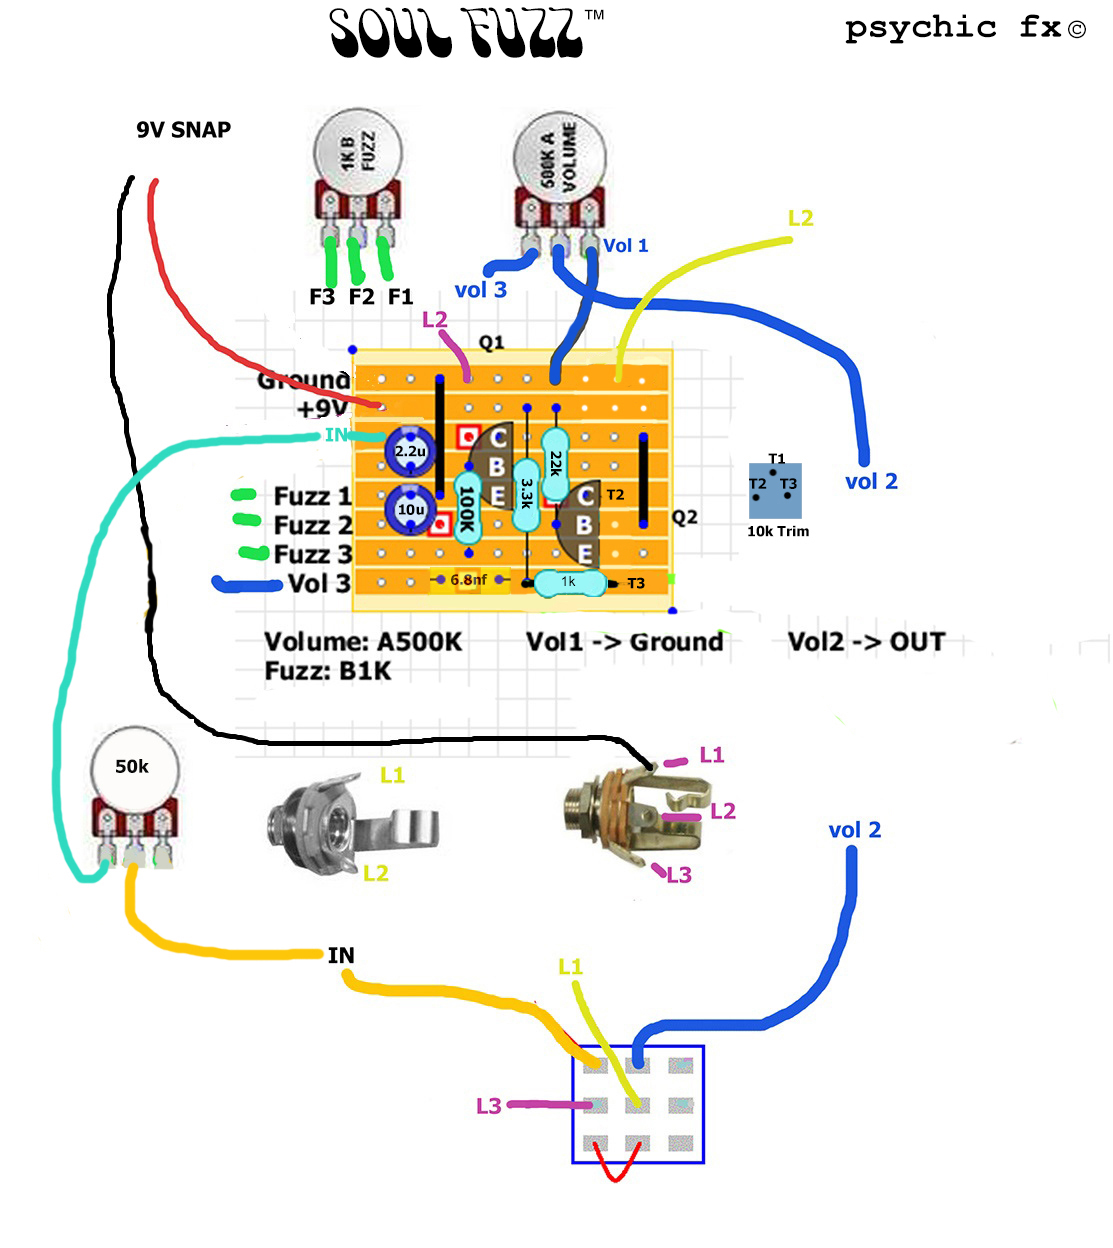 SOUL FUZZ™
psychic fx©
9V SNAP
1K B
FUZZ
500K A
VOLUME
L2
Vol 1
vol 3
F3 F2 F1
L2
Q1
Ground
+9V
IN
2.2u
C
B
E
22k
3.3k
100K
T2
C
B
E
Q2
Fuzz 1
10u
Fuzz 2
Fuzz 3
Vol 3
6.8nf
1k
T3
vol 2
T1
T2 T3
10k Trim
Volume: A500K
Vol1 -> Ground
Vol2 -> OUT
Fuzz: B1K
50k
L1
L2
L1
L2
L3
vol 2
IN
L1
L3